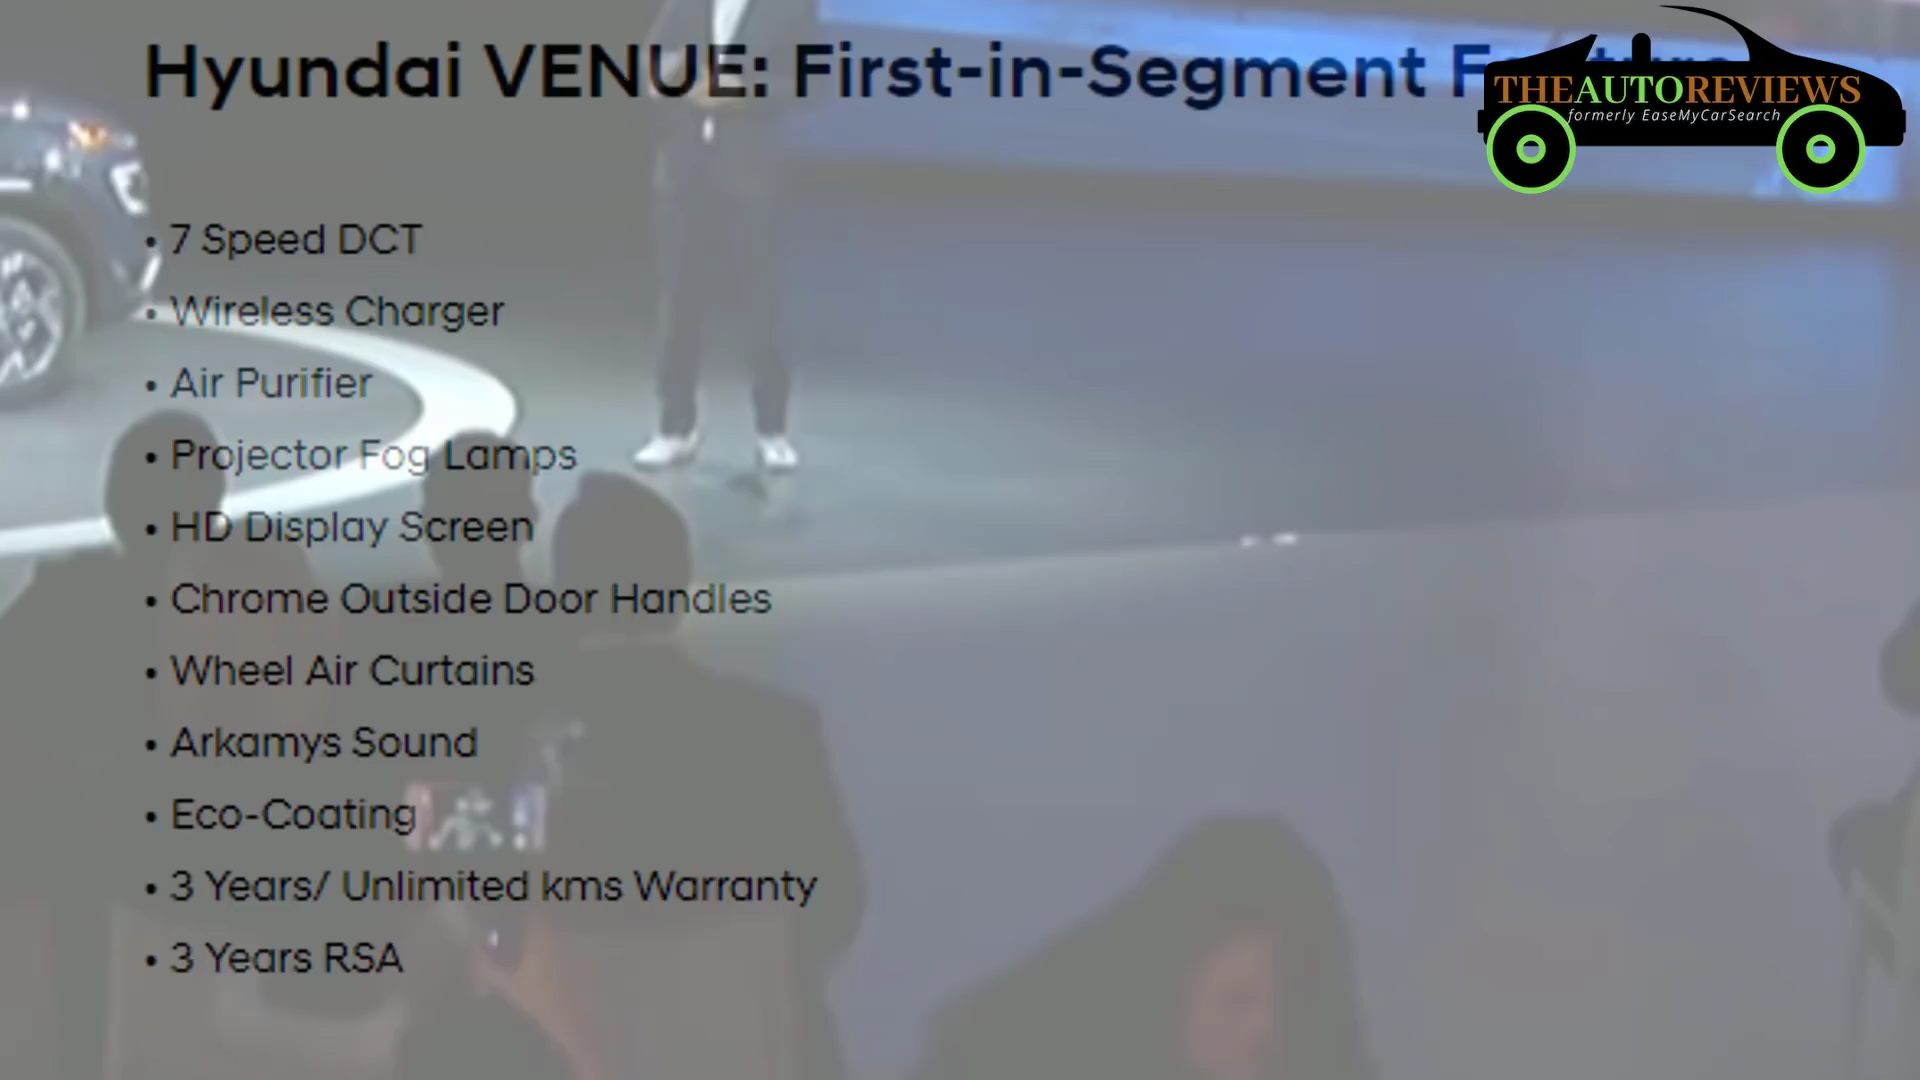 Hyundai VENUE: First-in-Segment
THEAUTOREVIEWS
formerly EaseMyCarSearch
• 7 Speed DCT
• Wireless Charger
• Air Purifier
• Projector Fog Lamps
• HD Display Screen
• Chrome Outside Door Handles
• Wheel Air Curtains
• Arkamys Sound
• Eco-Coating
• 3 Years/ Unlimited kms Warranty
• 3 Years RSA